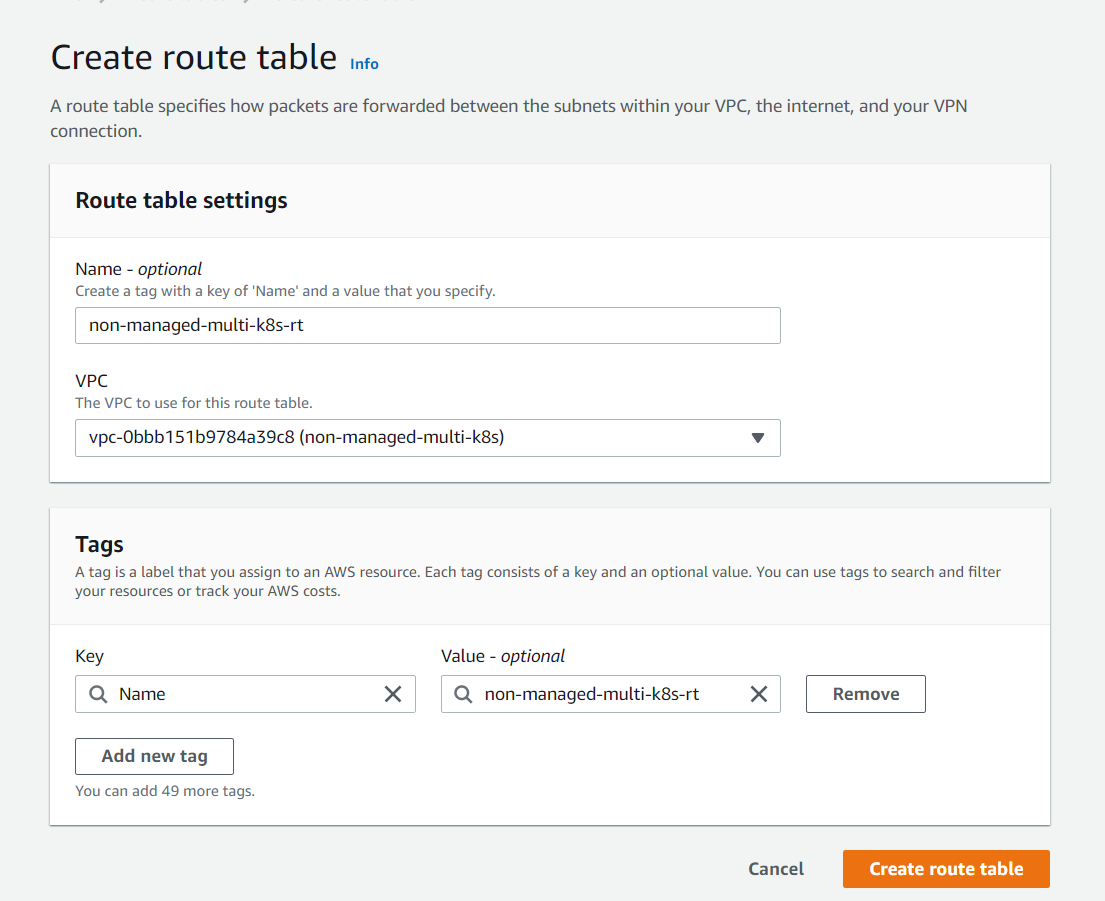 Create route table Info
A route table specifies how packets are forwarded between the subnets within your VPC, the internet, and your VPN
connection.
Route table settings
Name - optional
Create a tag with a key of 'Name' and a value that you specify.
non-managed-multi-k8s-rt
VPC
The VPC to use for this route table.
vpc-0bbb151b9784a39c8 (non-managed-multi-k8s)
Tags
A tag is a label that you assign to an AWS resource. Each tag consists of a key and an optional value. You can use tags to search and filter
your resources or track your AWS costs.
Key Value - optional
Name non-managed-multi-k8s-rt Remove
Add new tag
You can add 49 more tags.
Cancel Create route table